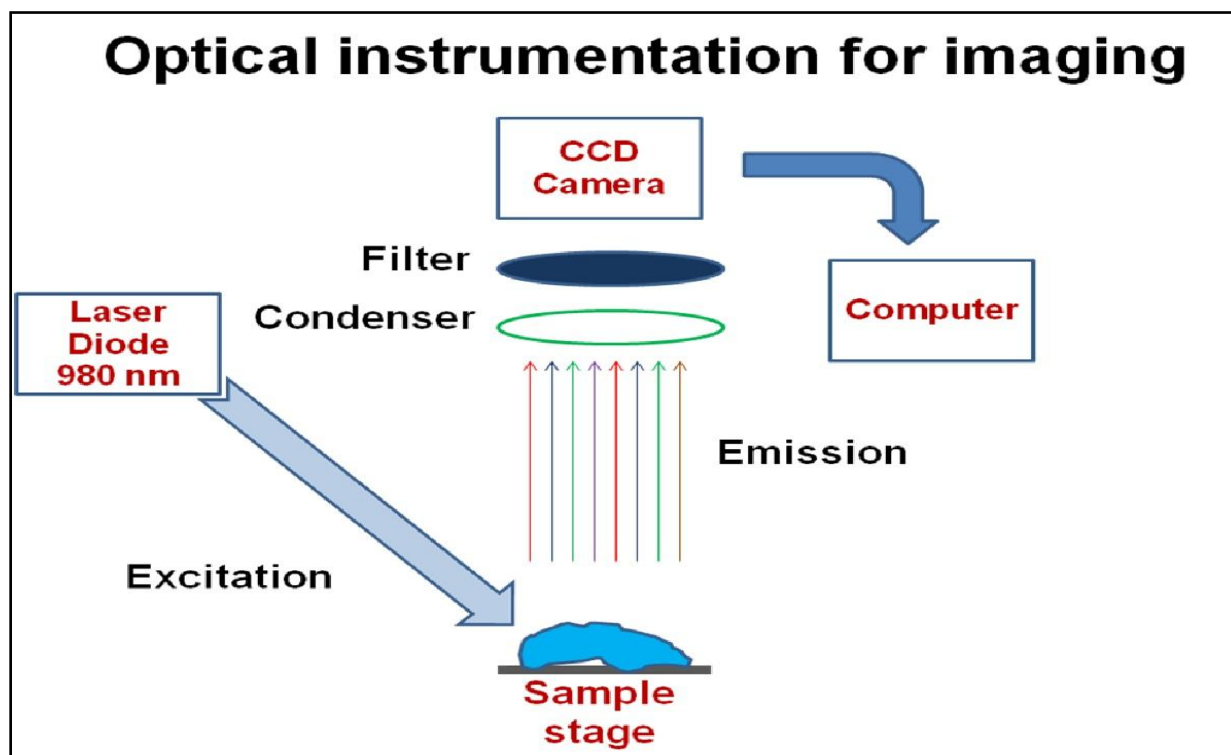 Optical instrumentation for imaging
CCD
Camera
Filter
Condenser
Laser
Diode
980 nm
Computer
Emission
Excitation
Sample
stage